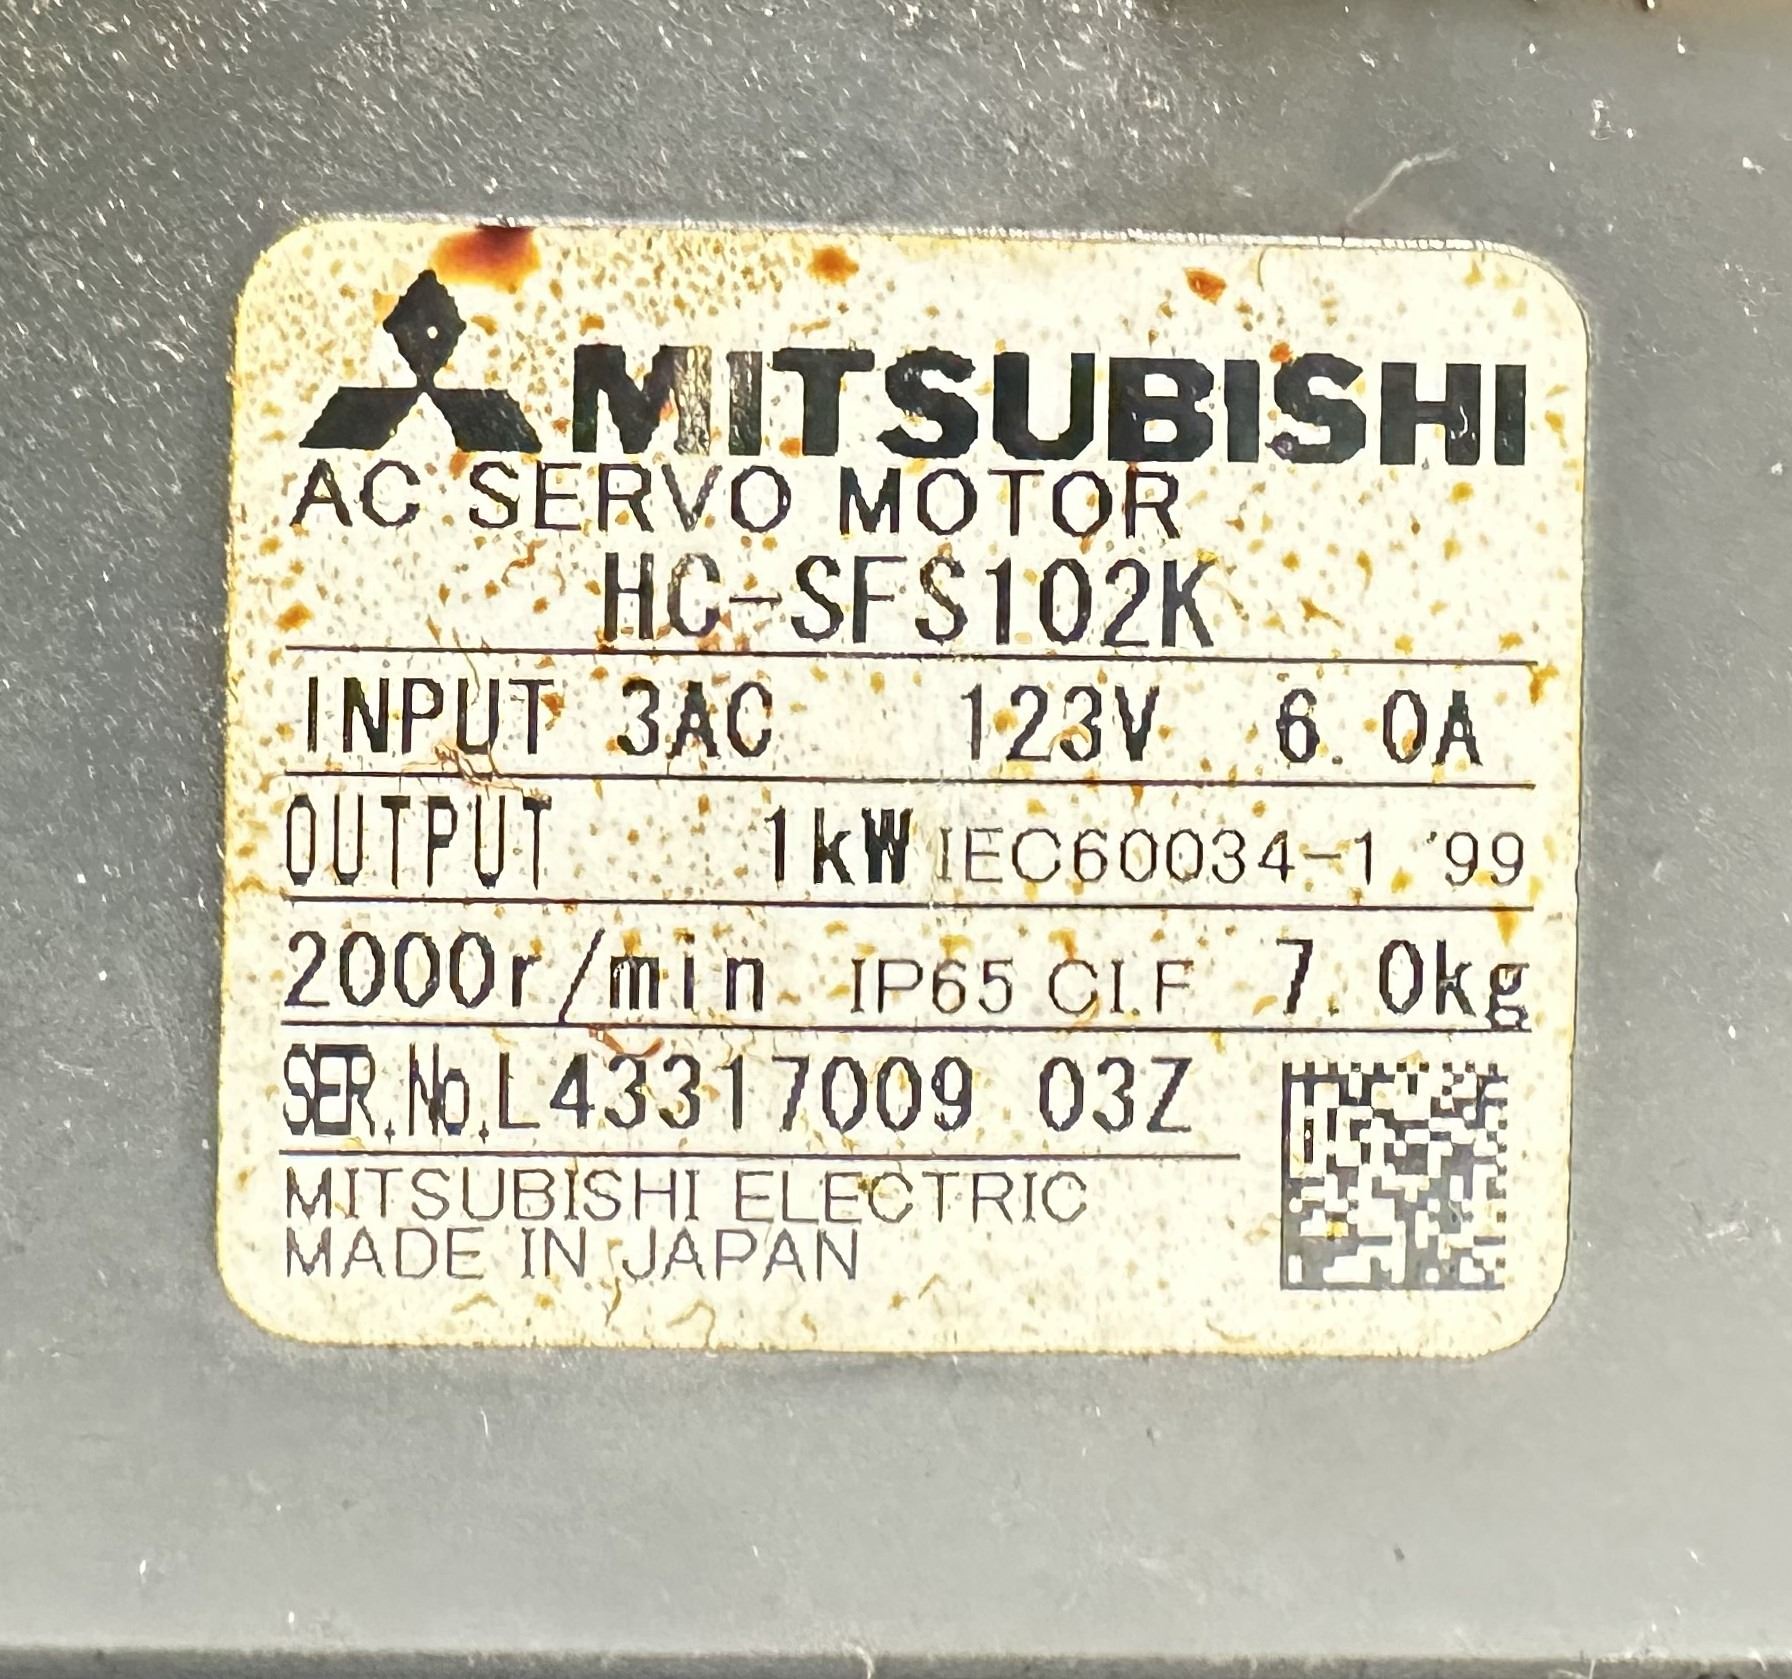 MITSUBISHI
AC SERVO MOTOR
HC-SFS102K
INPUT 3AC 123V 6.0A
OUTPUT 1kW IEC60034-1 '99
2000r/min IP65 CI.F 7.0kg
SER.No.L43317009 03Z
MITSUBISHI ELECTRIC
MADE IN JAPAN